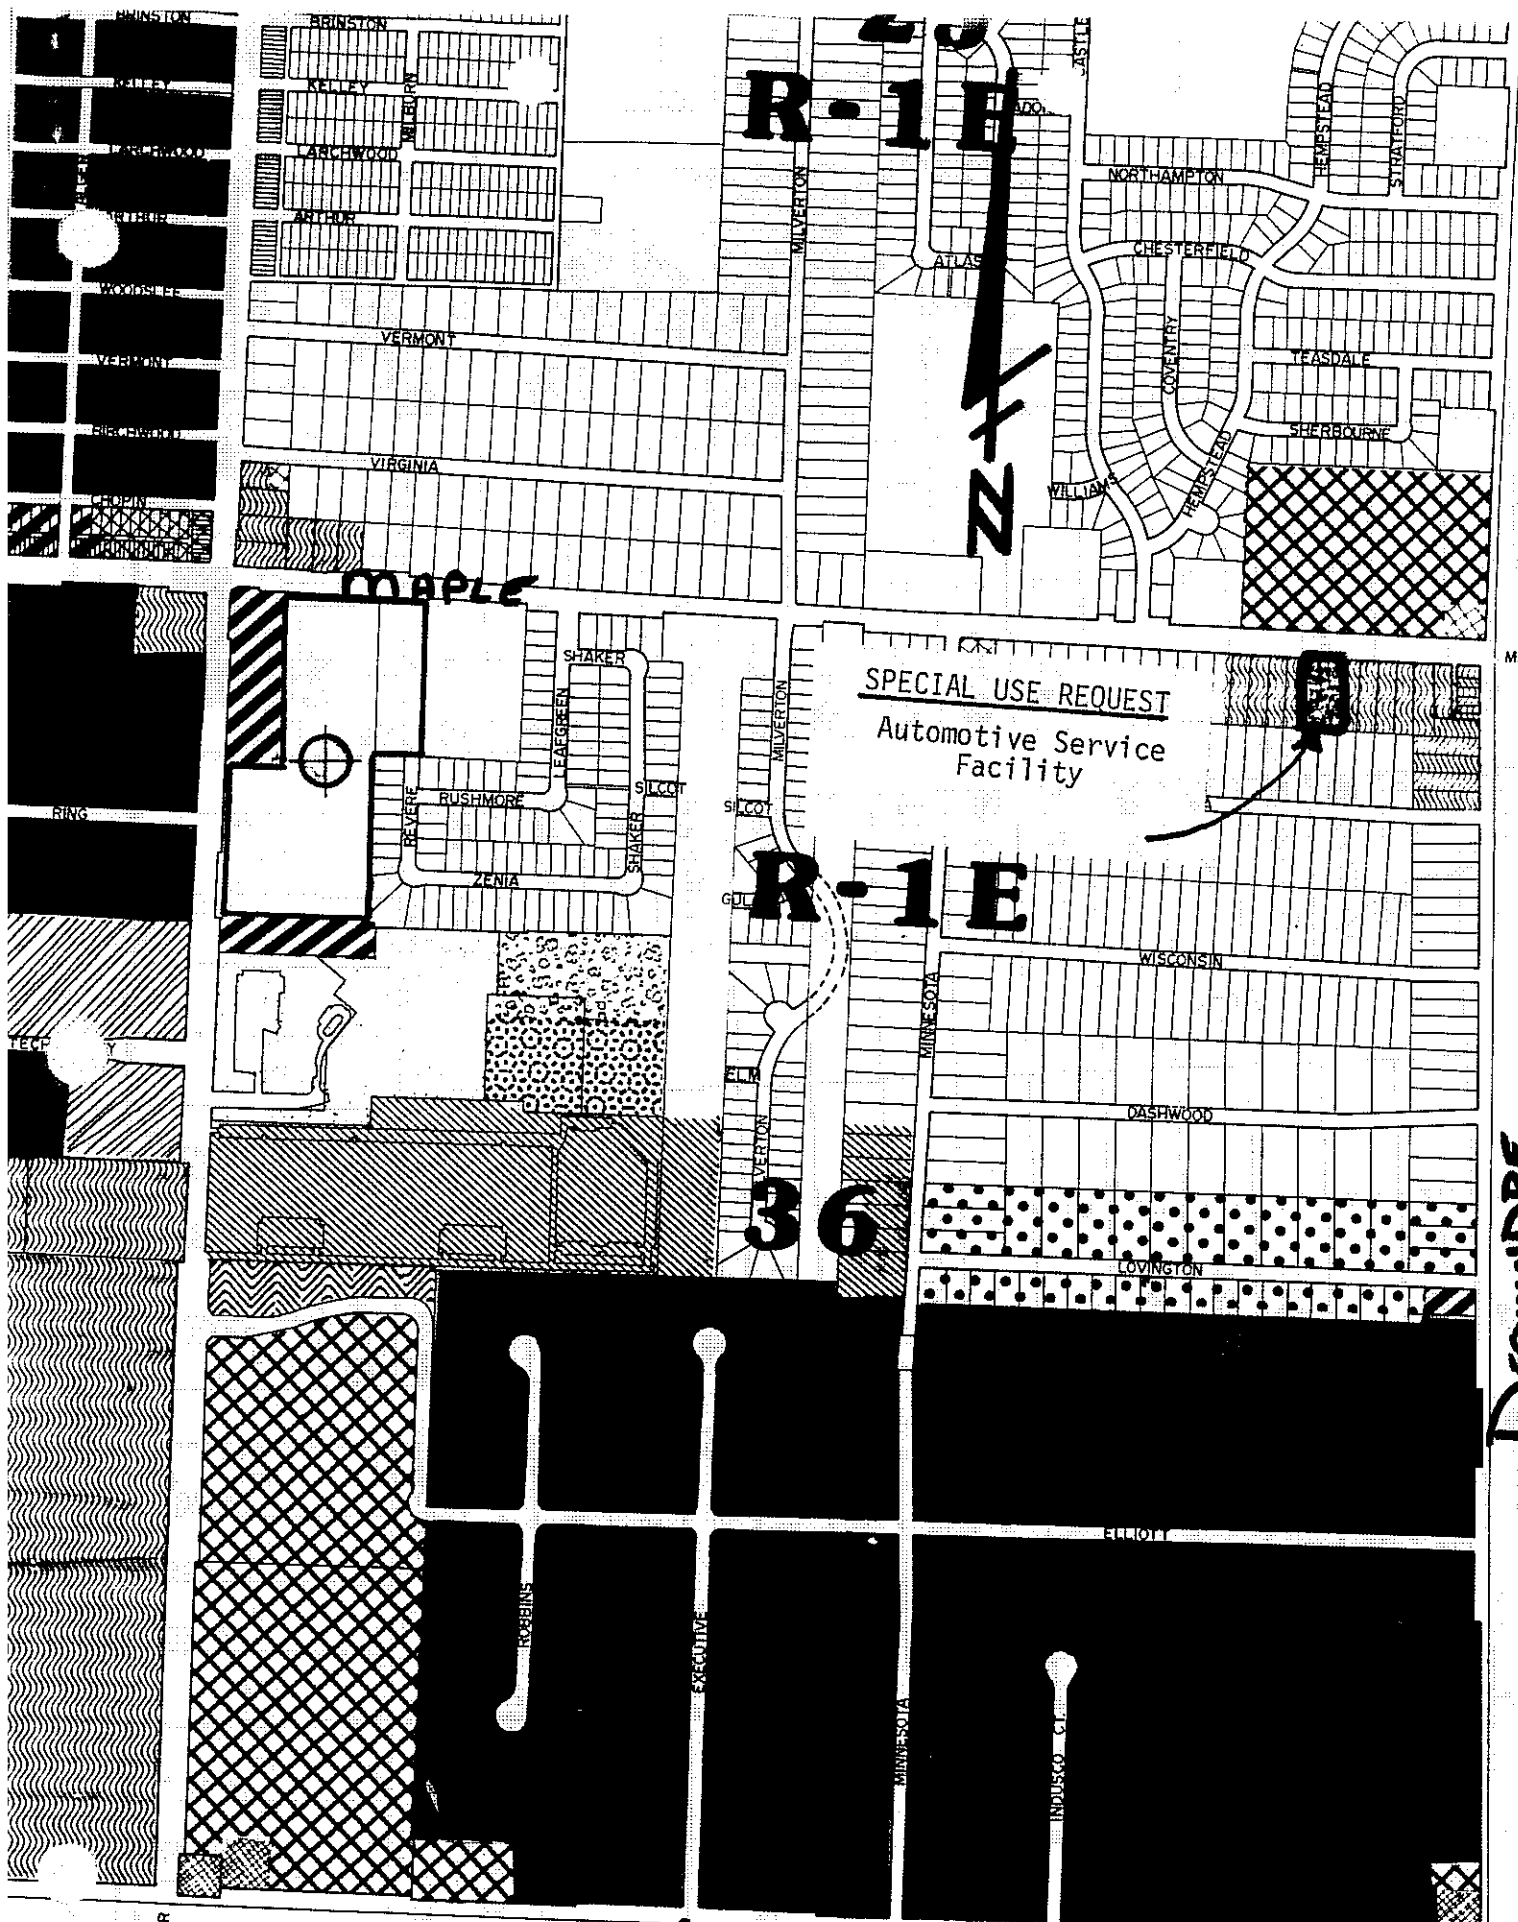 BRINSTON
BRINSTON
KELLEY
KELLEY
MILBURN
LARCHWOOD
LARCHWOOD
ARTHUR
WOODSLEE
VERMONT
VERMONT
BIRCHWOOD
VIRGINIA
CHOPIN
R-1E
MILVERTON
ATLAS
NORTHAMPTON
HEMPSTEAD
STRATFORD
CHESTERFIELD
COVENTRY
TEASDALE
SHERBOURNE
HEMPSTEAD
WILLIAMS
N
MAPLE
M
SHAKER
LEAFGREEN
MILVERTON
SPECIAL USE REQUEST
Automotive Service
Facility
RING
REVERE
RUSHMORE
SILCOT
SILCOT
SHAKER
ZENIA
R-1E
WISCONSIN
MINNESOTA
ELM
DASHWOOD
VERTON
36
LOVINGTON
ELLIOTT
ROBBINS
EXECUTIVE
MINNESOTA
INDUSCO CT.
R